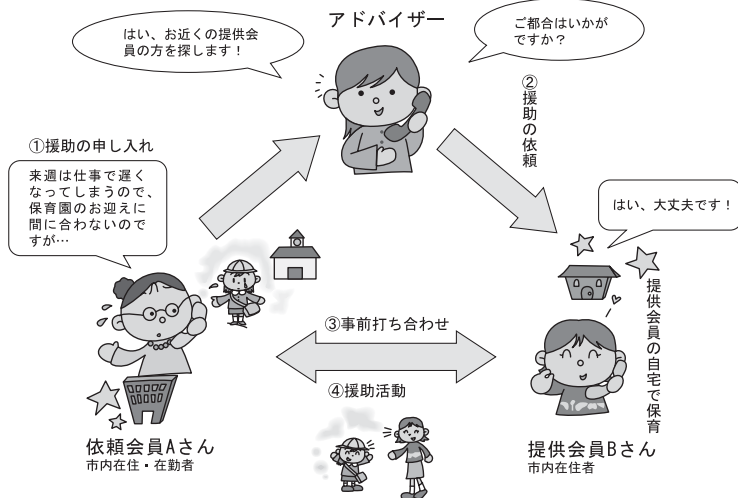 アドバイザー
はい、お近くの提供会
員の方を探します！
ご都合はいかが
ですか？
①援助の申し入れ
来週は仕事で遅く
なってしまうので、
保育園のお迎えに
間に合わないので
すが…
②援助の依頼
はい、大丈夫です！
提供会員の自宅で保育
③事前打ち合わせ
④援助活動
依頼会員Aさん
市内在住・在勤者
提供会員Bさん
市内在住者